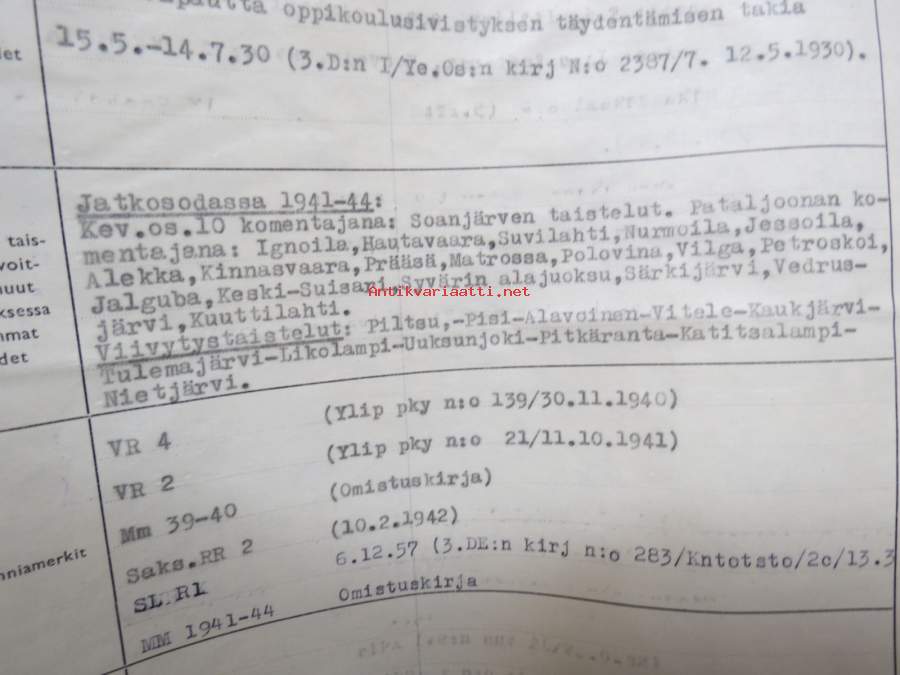 oppikoulusivistyksen täydentämisen takia
15.5.-14.7.30 (3.D:n I/Ye.Os:n kirj N:o 2387/7. 12.5.1930).
Jatkosodassa 1941-44:
Kev.os.10 komentajana: Soanjärven taistelut. Pataljoonan ko-
mentajana: Ignoila,Hautavaara,Suvilahti,Nurmoila,Jessoila,
Alekka,Kinnasvaara,Prääsä,Matrossa,Polovina,Vilga,Petroskoi,
Jalguba,Keski-Suisari,Syvärin alajuoksu,Särkijärvi,Vedrus-
järvi,Kuuttilahti.
Viivytystaistelut: Piltsu,-Pisi-Alavoinen-Vitele-Kaukjärvi-
Tulemajärvi-Likolampi-Uuksunjoki-Pitkäranta-Katitsalampi-
Nietjärvi.
tais-
voit-
nuut
ksessa
mmat
det
VR 4 (Ylip pky n:o 139/30.11.1940)
VR 2 (Ylip pky n:o 21/11.10.1941)
Mm 39-40 (Omistuskirja)
Saks.RR 2 (10.2.1942)
SL.R1 6.12.57 (3.DE:n kirj n:o 283/Kntotsto/2c/13.3
MM 1941-44 Omistuskirja
nniamerkit
Antikvariaatti.net